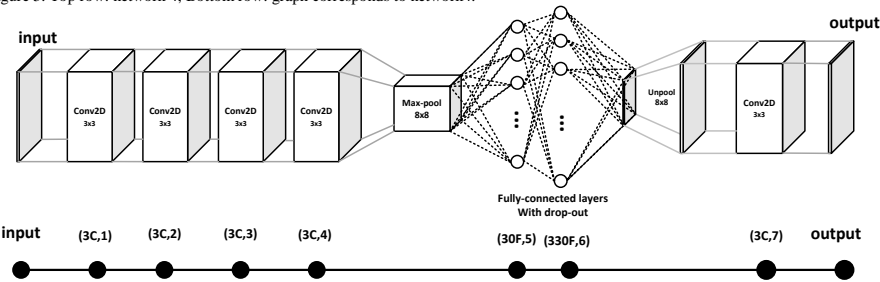 input
output
Conv2D
3x3
Conv2D
3x3
Conv2D
3x3
Conv2D
3x3
Max-pool
8x8
Unpool
8x8
Conv2D
3x3
Fully-connected layers
With drop-out
input
(3C,1)
(3C,2)
(3C,3)
(3C,4)
(30F,5)
(330F,6)
(3C,7)
output